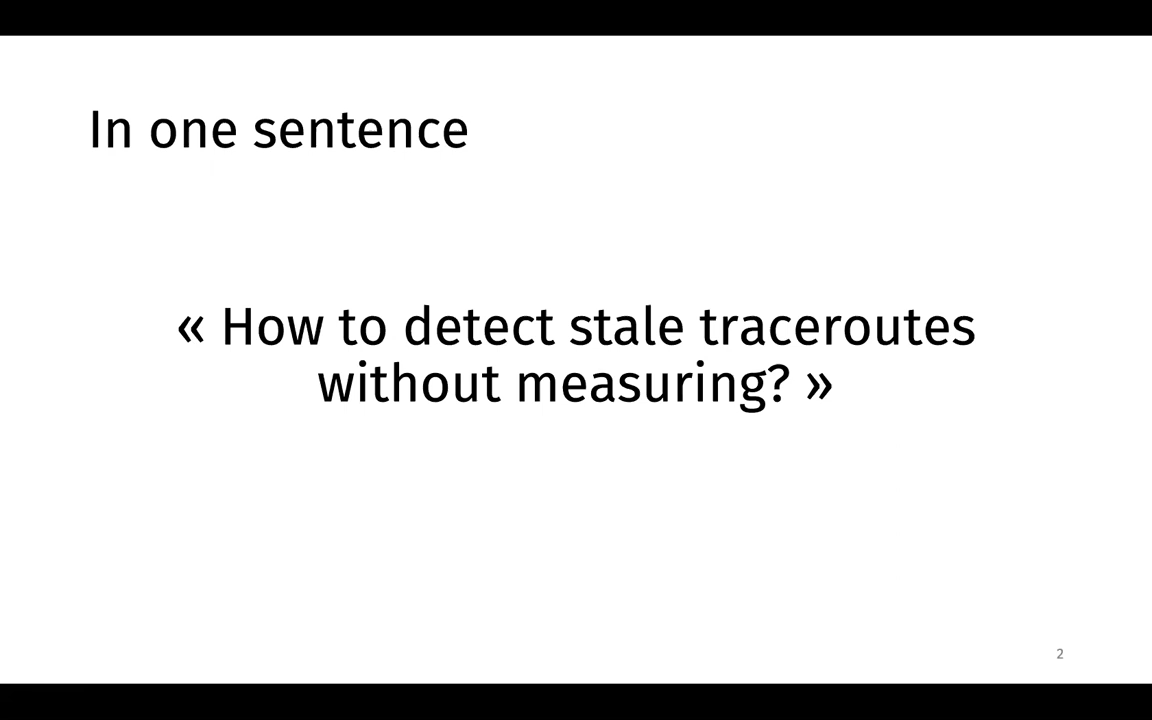 In one sentence
« How to detect stale traceroutes
without measuring? »
2